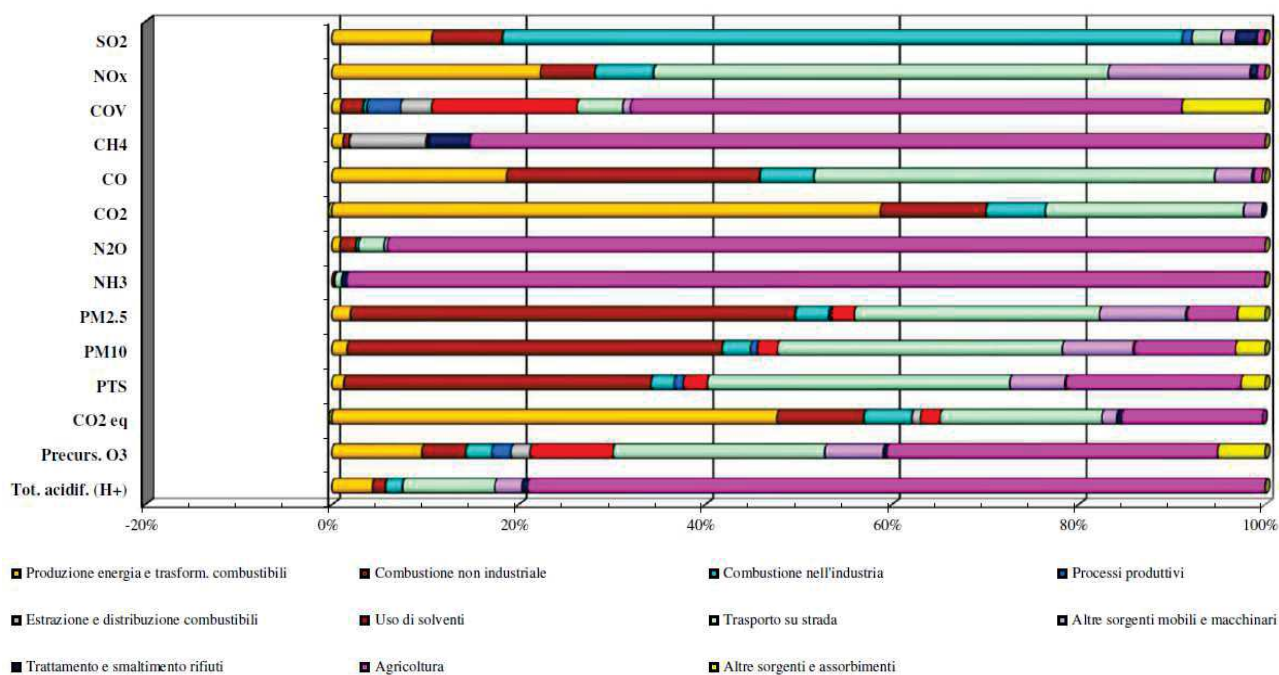 SO2
NOx
COV
CH4
CO
CO2
N2O
NH3
PM2.5
PM10
PTS
CO2 eq
Precurs. O3
Tot. acidif. (H+)
-20% 0% 20% 40% 60% 80% 100%
Produzione energia e trasform. combustibili Combustione non industriale Combustione nell'industria Processi produttivi
Estrazione e distribuzione combustibili Uso di solventi Trasporto su strada Altre sorgenti mobili e macchinari
Trattamento e smaltimento rifiuti Agricoltura Altre sorgenti e assorbimenti